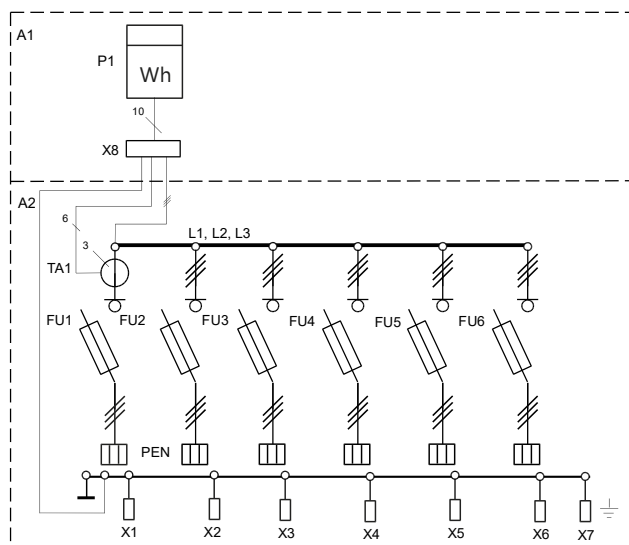 A1
P1
Wh
10
X8
A2
6
3
L1, L2, L3
TA1
FU1 FU2 FU3 FU4 FU5 FU6
PEN
X1 X2 X3 X4 X5 X6 X7